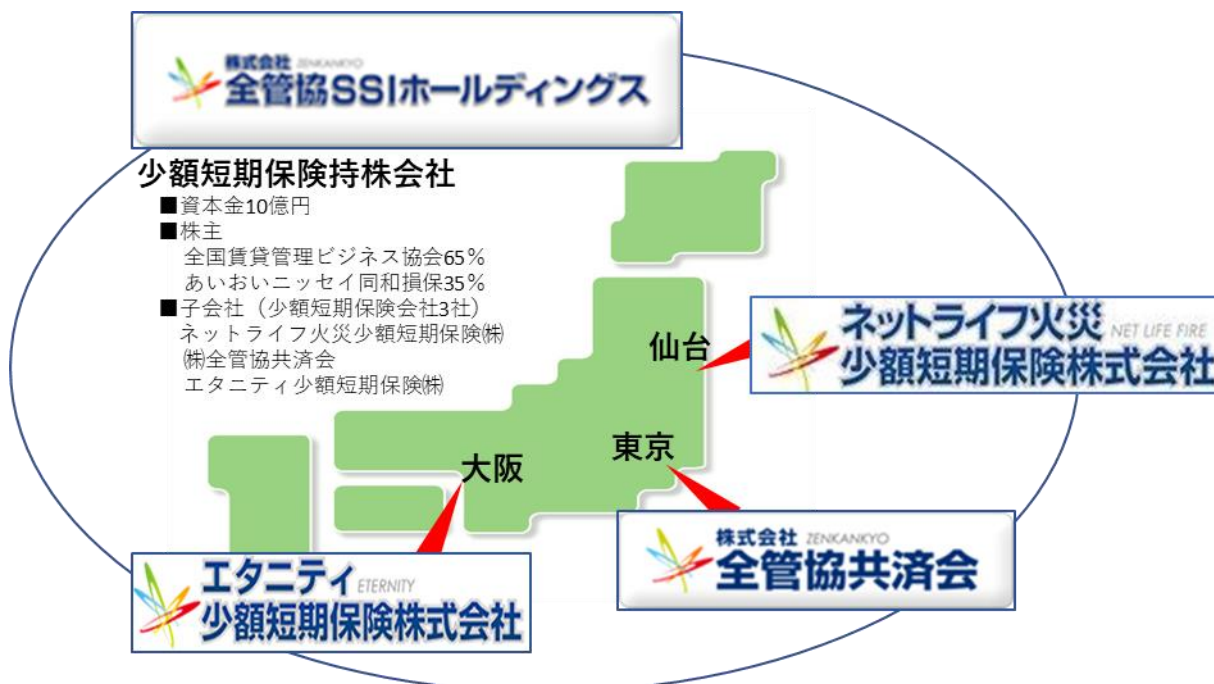 株式会社 ZENKANKYO
全管協SSIホールディングス
少額短期保険持株会社
■資本金10億円
■株主
全国賃貸管理ビジネス協会65%
あいおいニッセイ同和損保35%
■子会社（少額短期保険会社3社）
ネットライフ火災少額短期保険㈱
㈱全管協共済会
エタニティ少額短期保険㈱
仙台
ネットライフ火災 NET LIFE FIRE
少額短期保険株式会社
東京
大阪
株式会社 ZENKANKYO
全管協共済会
エタニティ ETERNITY
少額短期保険株式会社